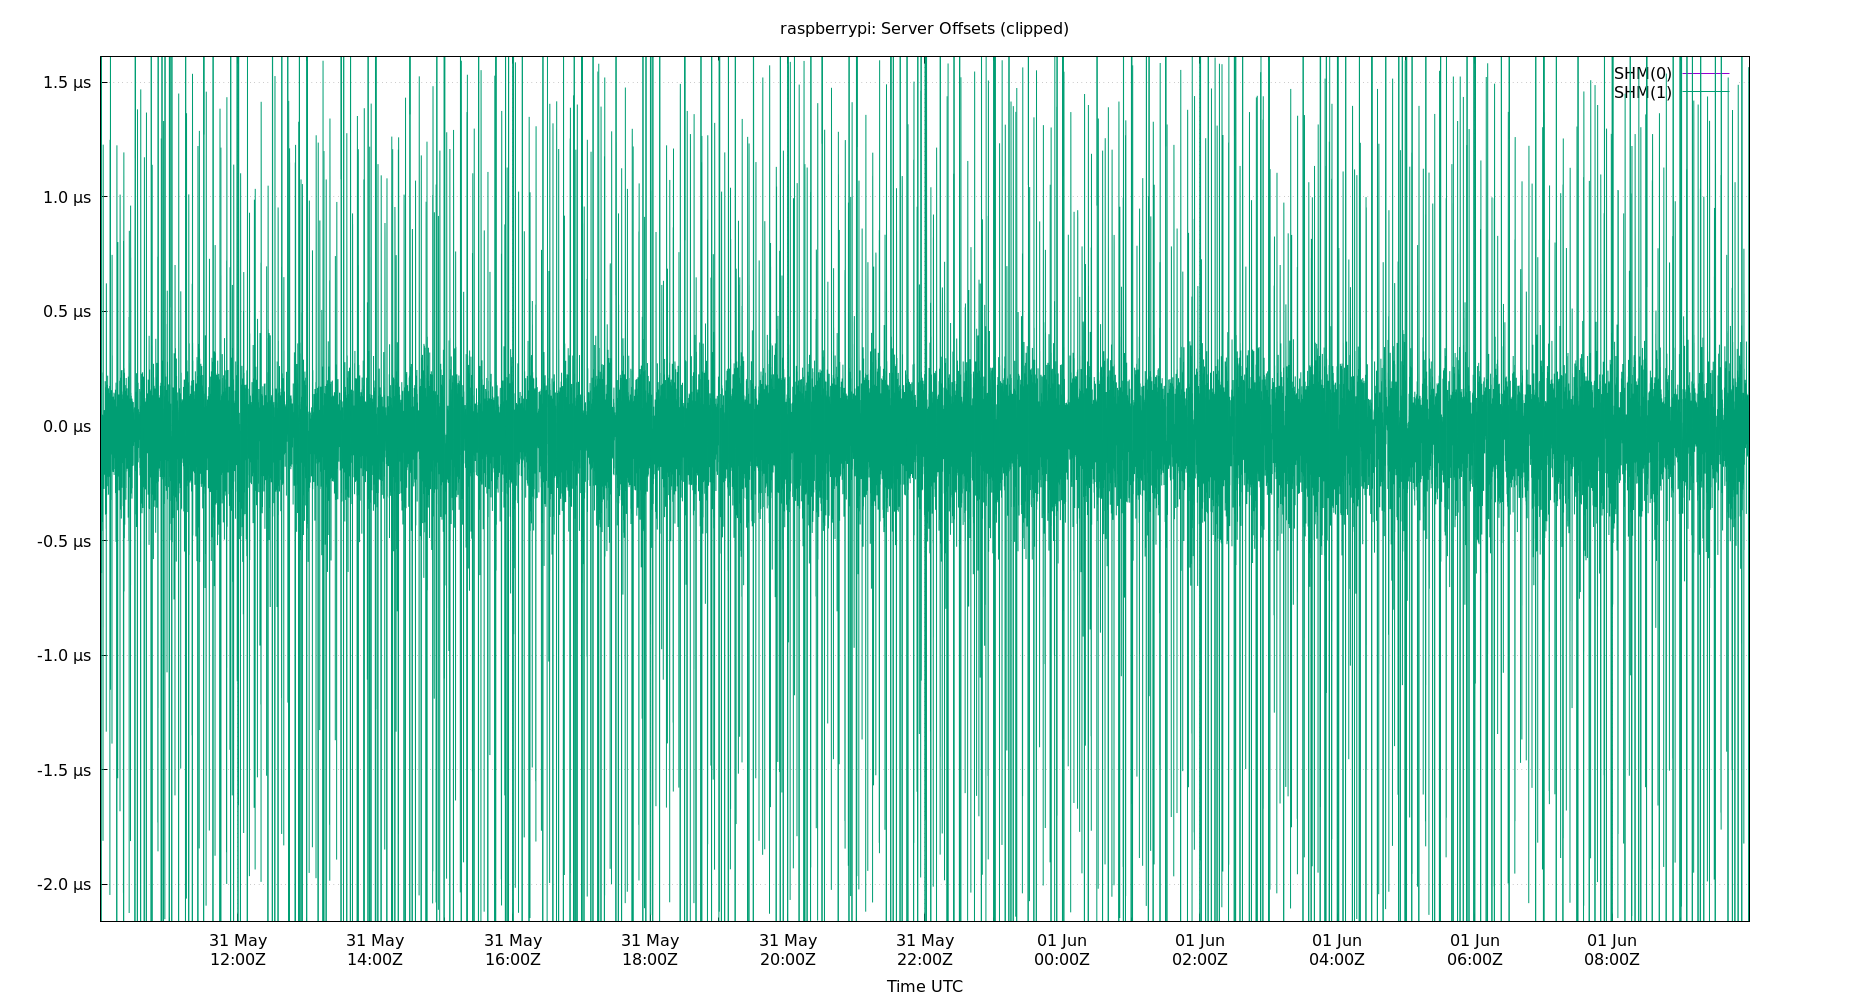 raspberrypi: Server Offsets (clipped)
SHM(0)
SHM(1)
1.5 µs
1.0 µs
0.5 µs
0.0 µs
-0.5 µs
-1.0 µs
-1.5 µs
-2.0 µs
31 May 31 May 31 May 31 May 31 May 31 May 01 Jun 01 Jun 01 Jun 01 Jun 01 Jun
12:00Z 14:00Z 16:00Z 18:00Z 20:00Z 22:00Z 00:00Z 02:00Z 04:00Z 06:00Z 08:00Z
Time UTC